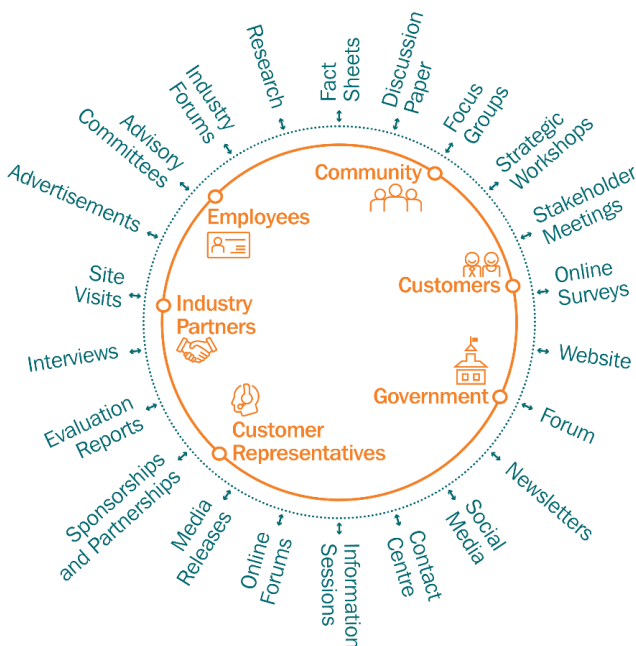 Fact
Sheets
Discussion
Paper
Focus
Groups
Strategic
Workshops
Stakeholder
Meetings
Online
Surveys
Website
Forum
Newsletters
Social
Media
Contact
Centre
Information
Sessions
Online
Forums
Media
Releases
Sponsorships
and Partnerships
Evaluation
Reports
Interviews
Site
Visits
Advertisements
Advisory
Committees
Industry
Forums
Research
Community
Customers
Government
Customer
Representatives
Industry
Partners
Employees